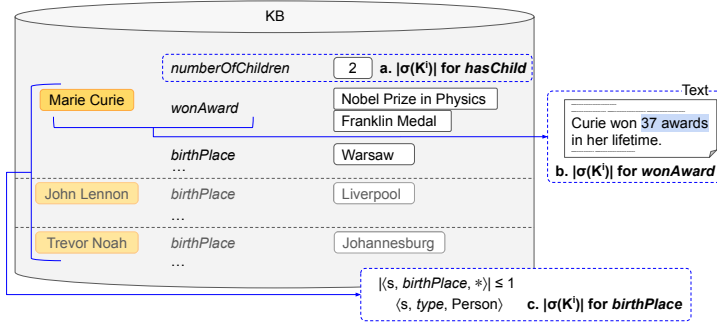 KB
numberOfChildren 2 a. |σ(Kⁱ)| for hasChild
Marie Curie wonAward Nobel Prize in Physics
Franklin Medal
birthPlace Warsaw
...
John Lennon birthPlace Liverpool
...
Trevor Noah birthPlace Johannesburg
...
Text
Curie won 37 awards
in her lifetime.
b. |σ(Kⁱ)| for wonAward
|⟨s, birthPlace, *⟩| ≤ 1
⟨s, type, Person⟩ c. |σ(Kⁱ)| for birthPlace